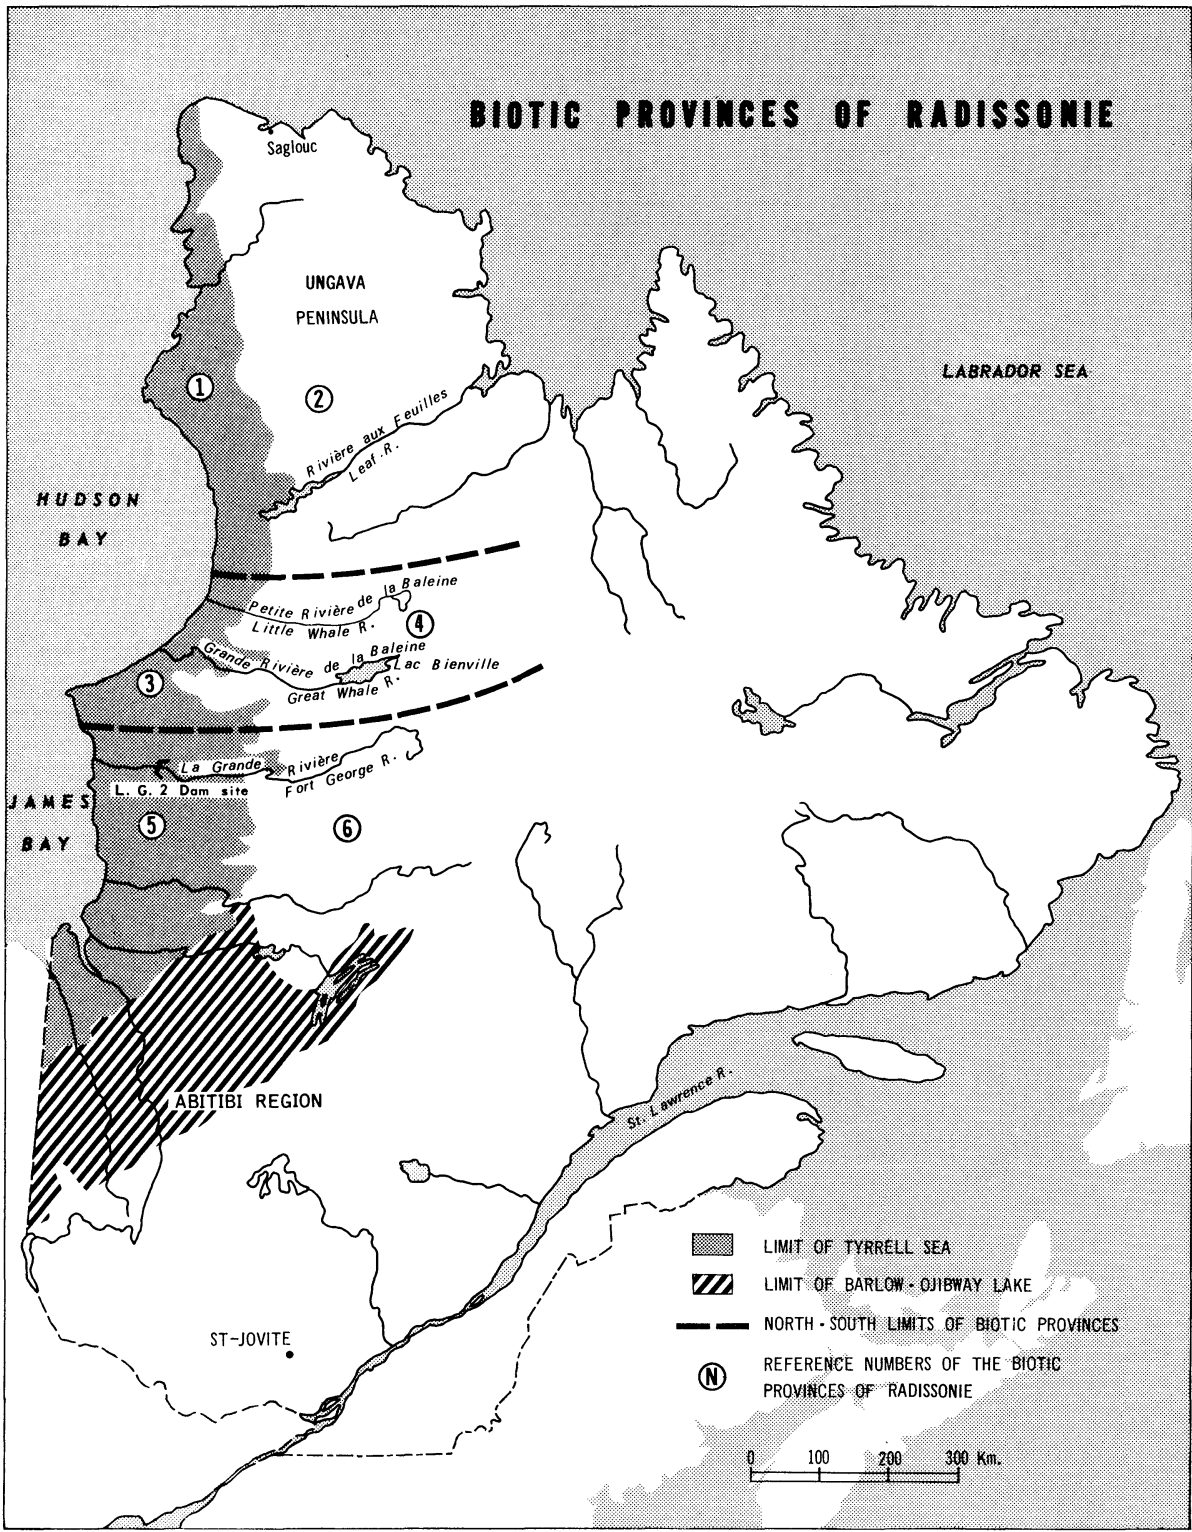 BIOTIC PROVINCES OF RADISSONIE
Saglouc
UNGAVA
PENINSULA
LABRADOR SEA
1
2
Rivière aux Feuilles
Leaf R.
HUDSON
BAY
Petite Rivière de la Baleine
Little Whale R.
4
Grande Rivière de la Baleine
Lac Bienville
Great Whale R.
3
La Grande Rivière
Fort George R.
L. G. 2 Dam site
JAMES
BAY
5
6
ABITIBI REGION
St. Lawrence R.
ST-JOVITE
LIMIT OF TYRRELL SEA
LIMIT OF BARLOW-OJIBWAY LAKE
NORTH-SOUTH LIMITS OF BIOTIC PROVINCES
N
REFERENCE NUMBERS OF THE BIOTIC
PROVINCES OF RADISSONIE
0 100 200 300 Km.